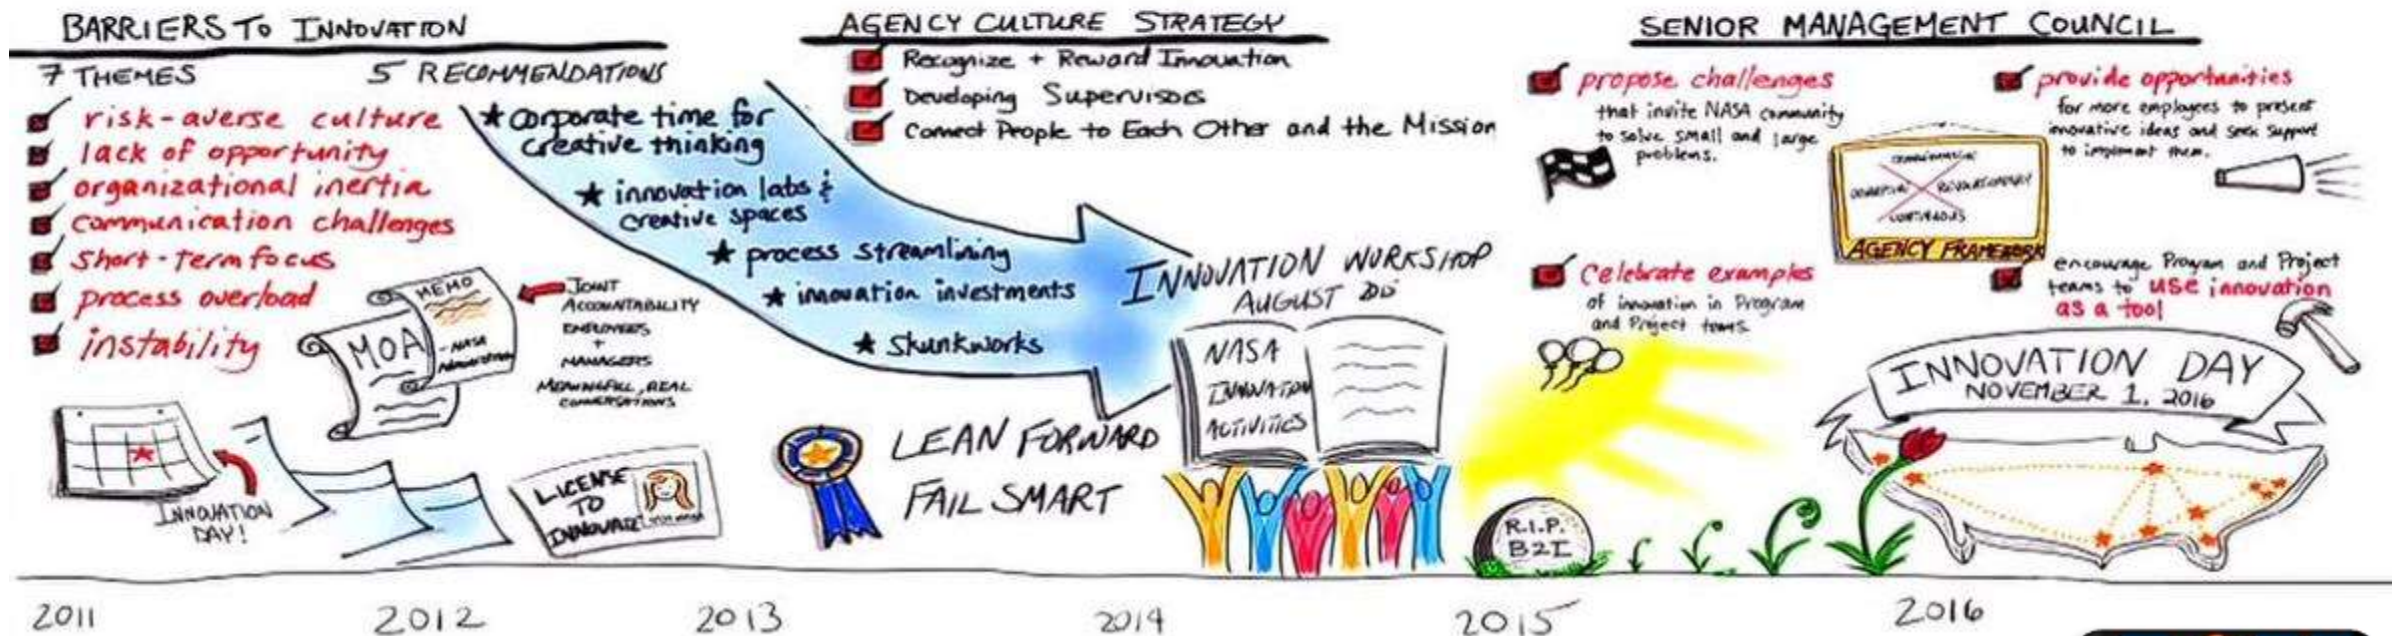 BARRIERS TO INNOVATION
7 THEMES
risk-averse culture
lack of opportunity
organizational inertia
communication challenges
short-term focus
process overload
instability
5 RECOMMENDATIONS
corporate time for
creative thinking
innovation labs &
creative spaces
process streamlining
innovation investments
Skunkworks
MEMO
- NASA
MOA
JOINT
ACCOUNTABILITY
EMPLOYEES
+
MANAGERS
MEANINGFUL, REAL
CONVERSATIONS
INNOVATION
DAY!
LICENSE
TO
INNOVATE
AGENCY CULTURE STRATEGY
Recognize + Reward Innovation
Developing Supervisors
Connect People to Each Other and the Mission
LEAN FORWARD
FAIL SMART
INNOVATION WORKSHOP
AUGUST
NASA
INNOVATION
ACTIVITIES
SENIOR MANAGEMENT COUNCIL
propose challenges
that invite NASA community
to solve small and large
problems.
provide opportunities
for more employees to present
innovative ideas and seek support
to implement them.
REVOLUTIONARY
CONTINUOUS
AGENCY FRAMEWORK
Celebrate examples
of innovation in Program
and Project teams
encourage Program and Project
teams to use innovation
as a tool
INNOVATION DAY
NOVEMBER 1, 2016
R.I.P.
B2I
2011
2012
2013
2014
2015
2016